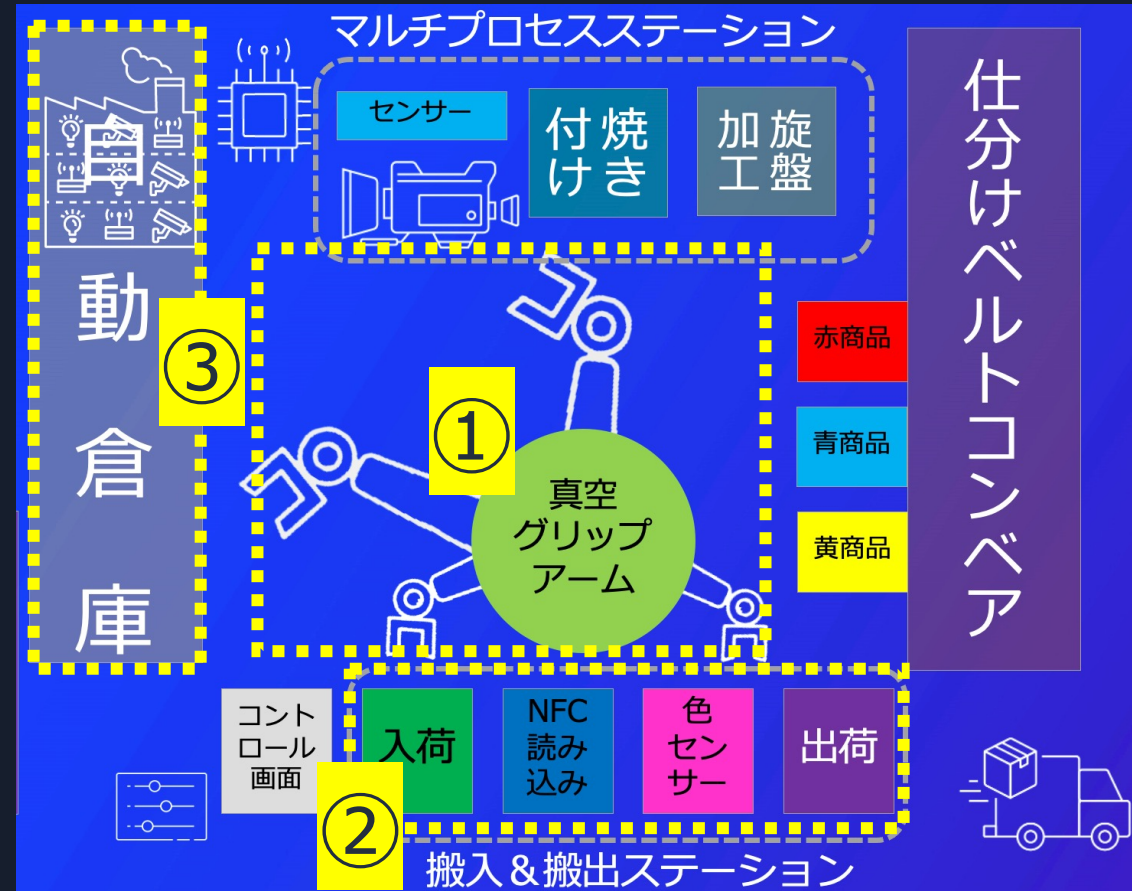 マルチプロセスステーション
センサー
付焼
けき
加旋
工盤
自
動
倉
庫
③
①
真空
グリップ
アーム
赤商品
青商品
黄商品
仕分けベルトコンベア
コント
ロール
画面
②
入荷
NFC
読み
込み
色
セン
サー
出荷
搬入&搬出ステーション